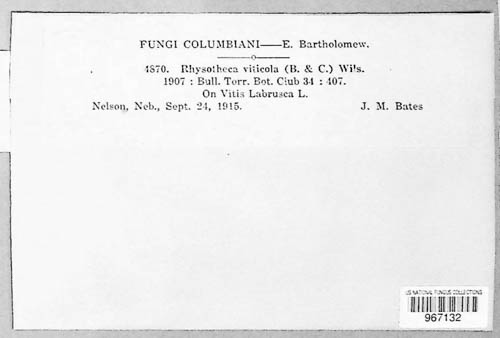 FUNGI COLUMBIANI—E. Bartholomew.
4870. Rhysotheca viticola (B. & C.) Wils.
1907 : Bull. Torr. Bot. Club 34 : 407.
On Vitis Labrusca L.
Nelson, Neb., Sept. 24, 1915. J. M. Bates
US NATIONAL FUNGUS COLLECTIONS
967132